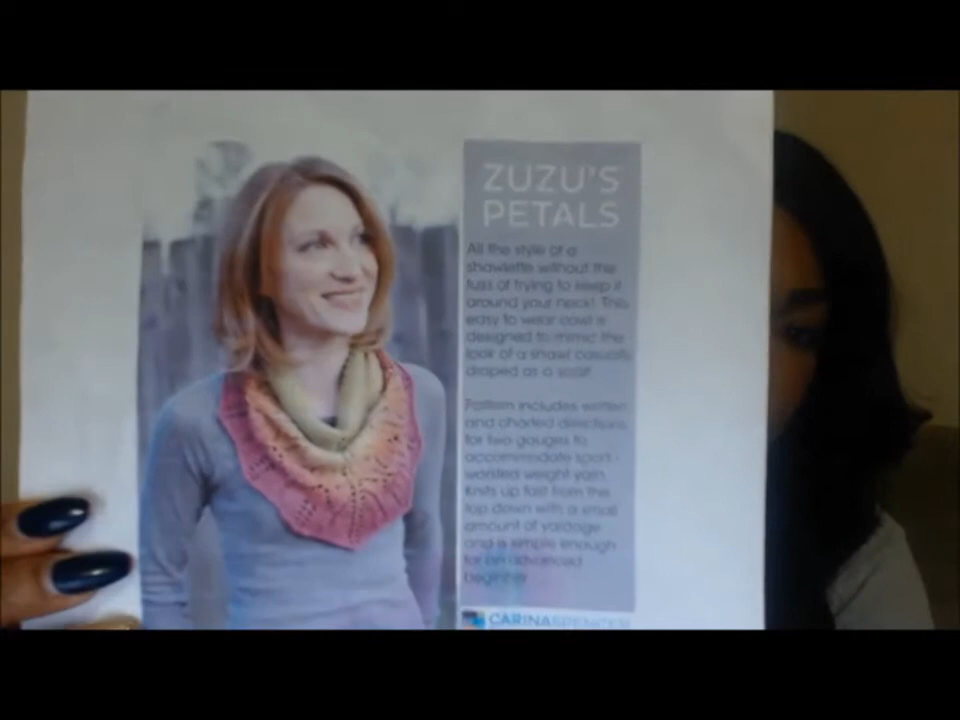 ZUZU'S
PETALS
All the style of a
shawlette without the
fuss of trying to keep it
around your neck! This
easy to wear cowl is
designed to mimic the
look of a shawl casually
draped as a scarf.
Pattern includes written
and charted directions
for two gauges to
accommodate sport -
worsted weight yarn.
Knits up fast from the
top down with a small
amount of yardage
and is simple enough
for an advanced
beginner.
CARINASPENCER